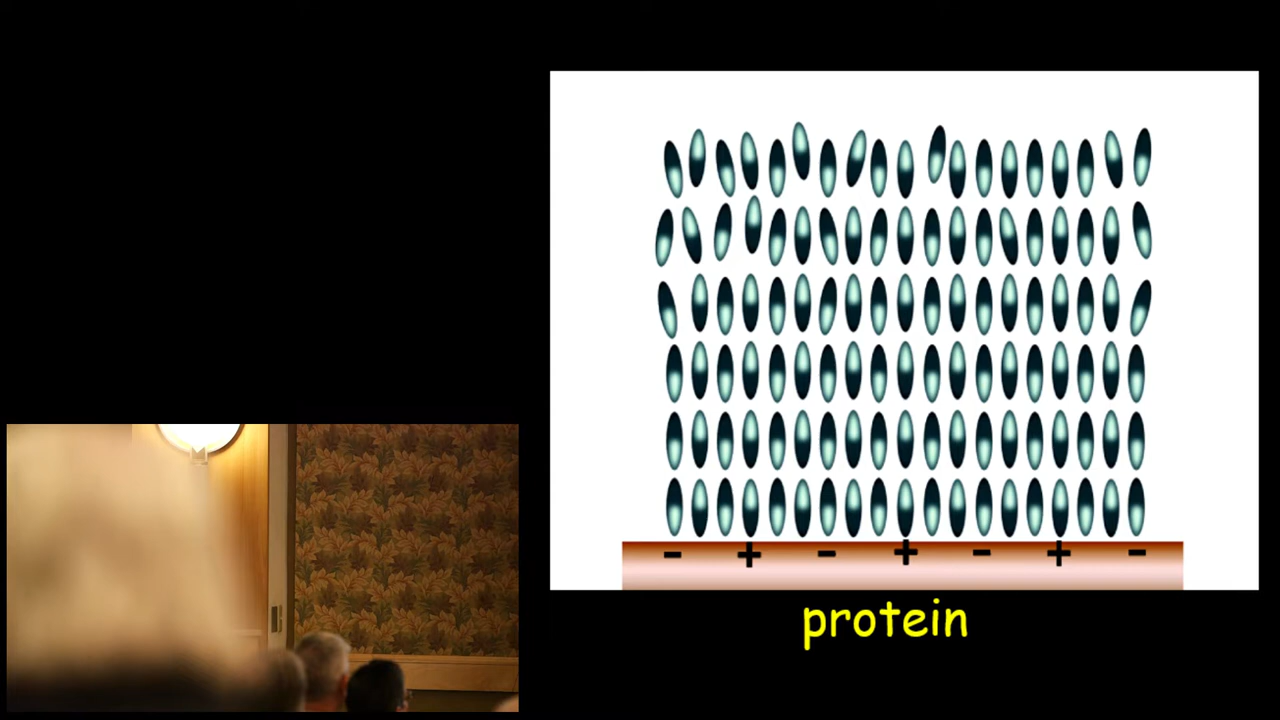 − + − + − + −
protein